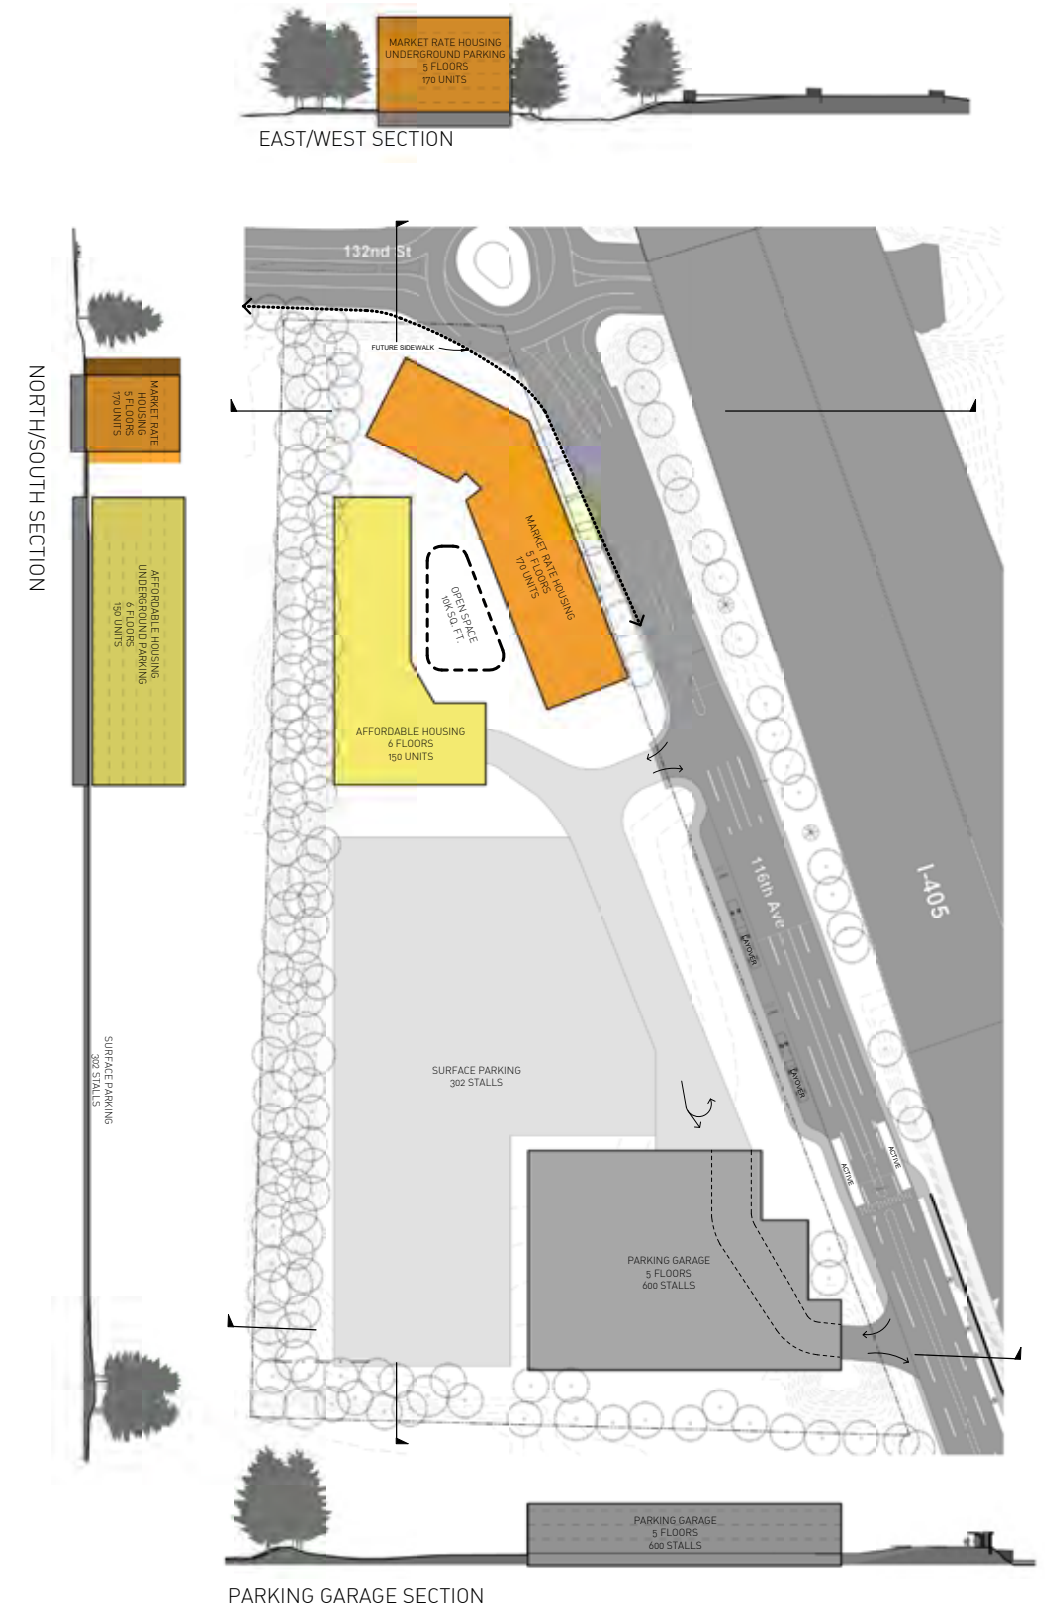 MARKET RATE HOUSING
UNDERGROUND PARKING
5 FLOORS
170 UNITS
EAST/WEST SECTION
132nd St
FUTURE SIDEWALK
NORTH/SOUTH SECTION
MARKET RATE
HOUSING
5 FLOORS
170 UNITS
AFFORDABLE HOUSING
UNDERGROUND PARKING
6 FLOORS
150 UNITS
SURFACE PARKING
302 STALLS
MARKET RATE HOUSING
5 FLOORS
170 UNITS
OPEN SPACE
10K SQ. FT.
AFFORDABLE HOUSING
6 FLOORS
150 UNITS
116th Ave
I-405
LAYOVER
LAYOVER
SURFACE PARKING
302 STALLS
ACTIVE
ACTIVE
PARKING GARAGE
5 FLOORS
600 STALLS
PARKING GARAGE
5 FLOORS
600 STALLS
PARKING GARAGE SECTION